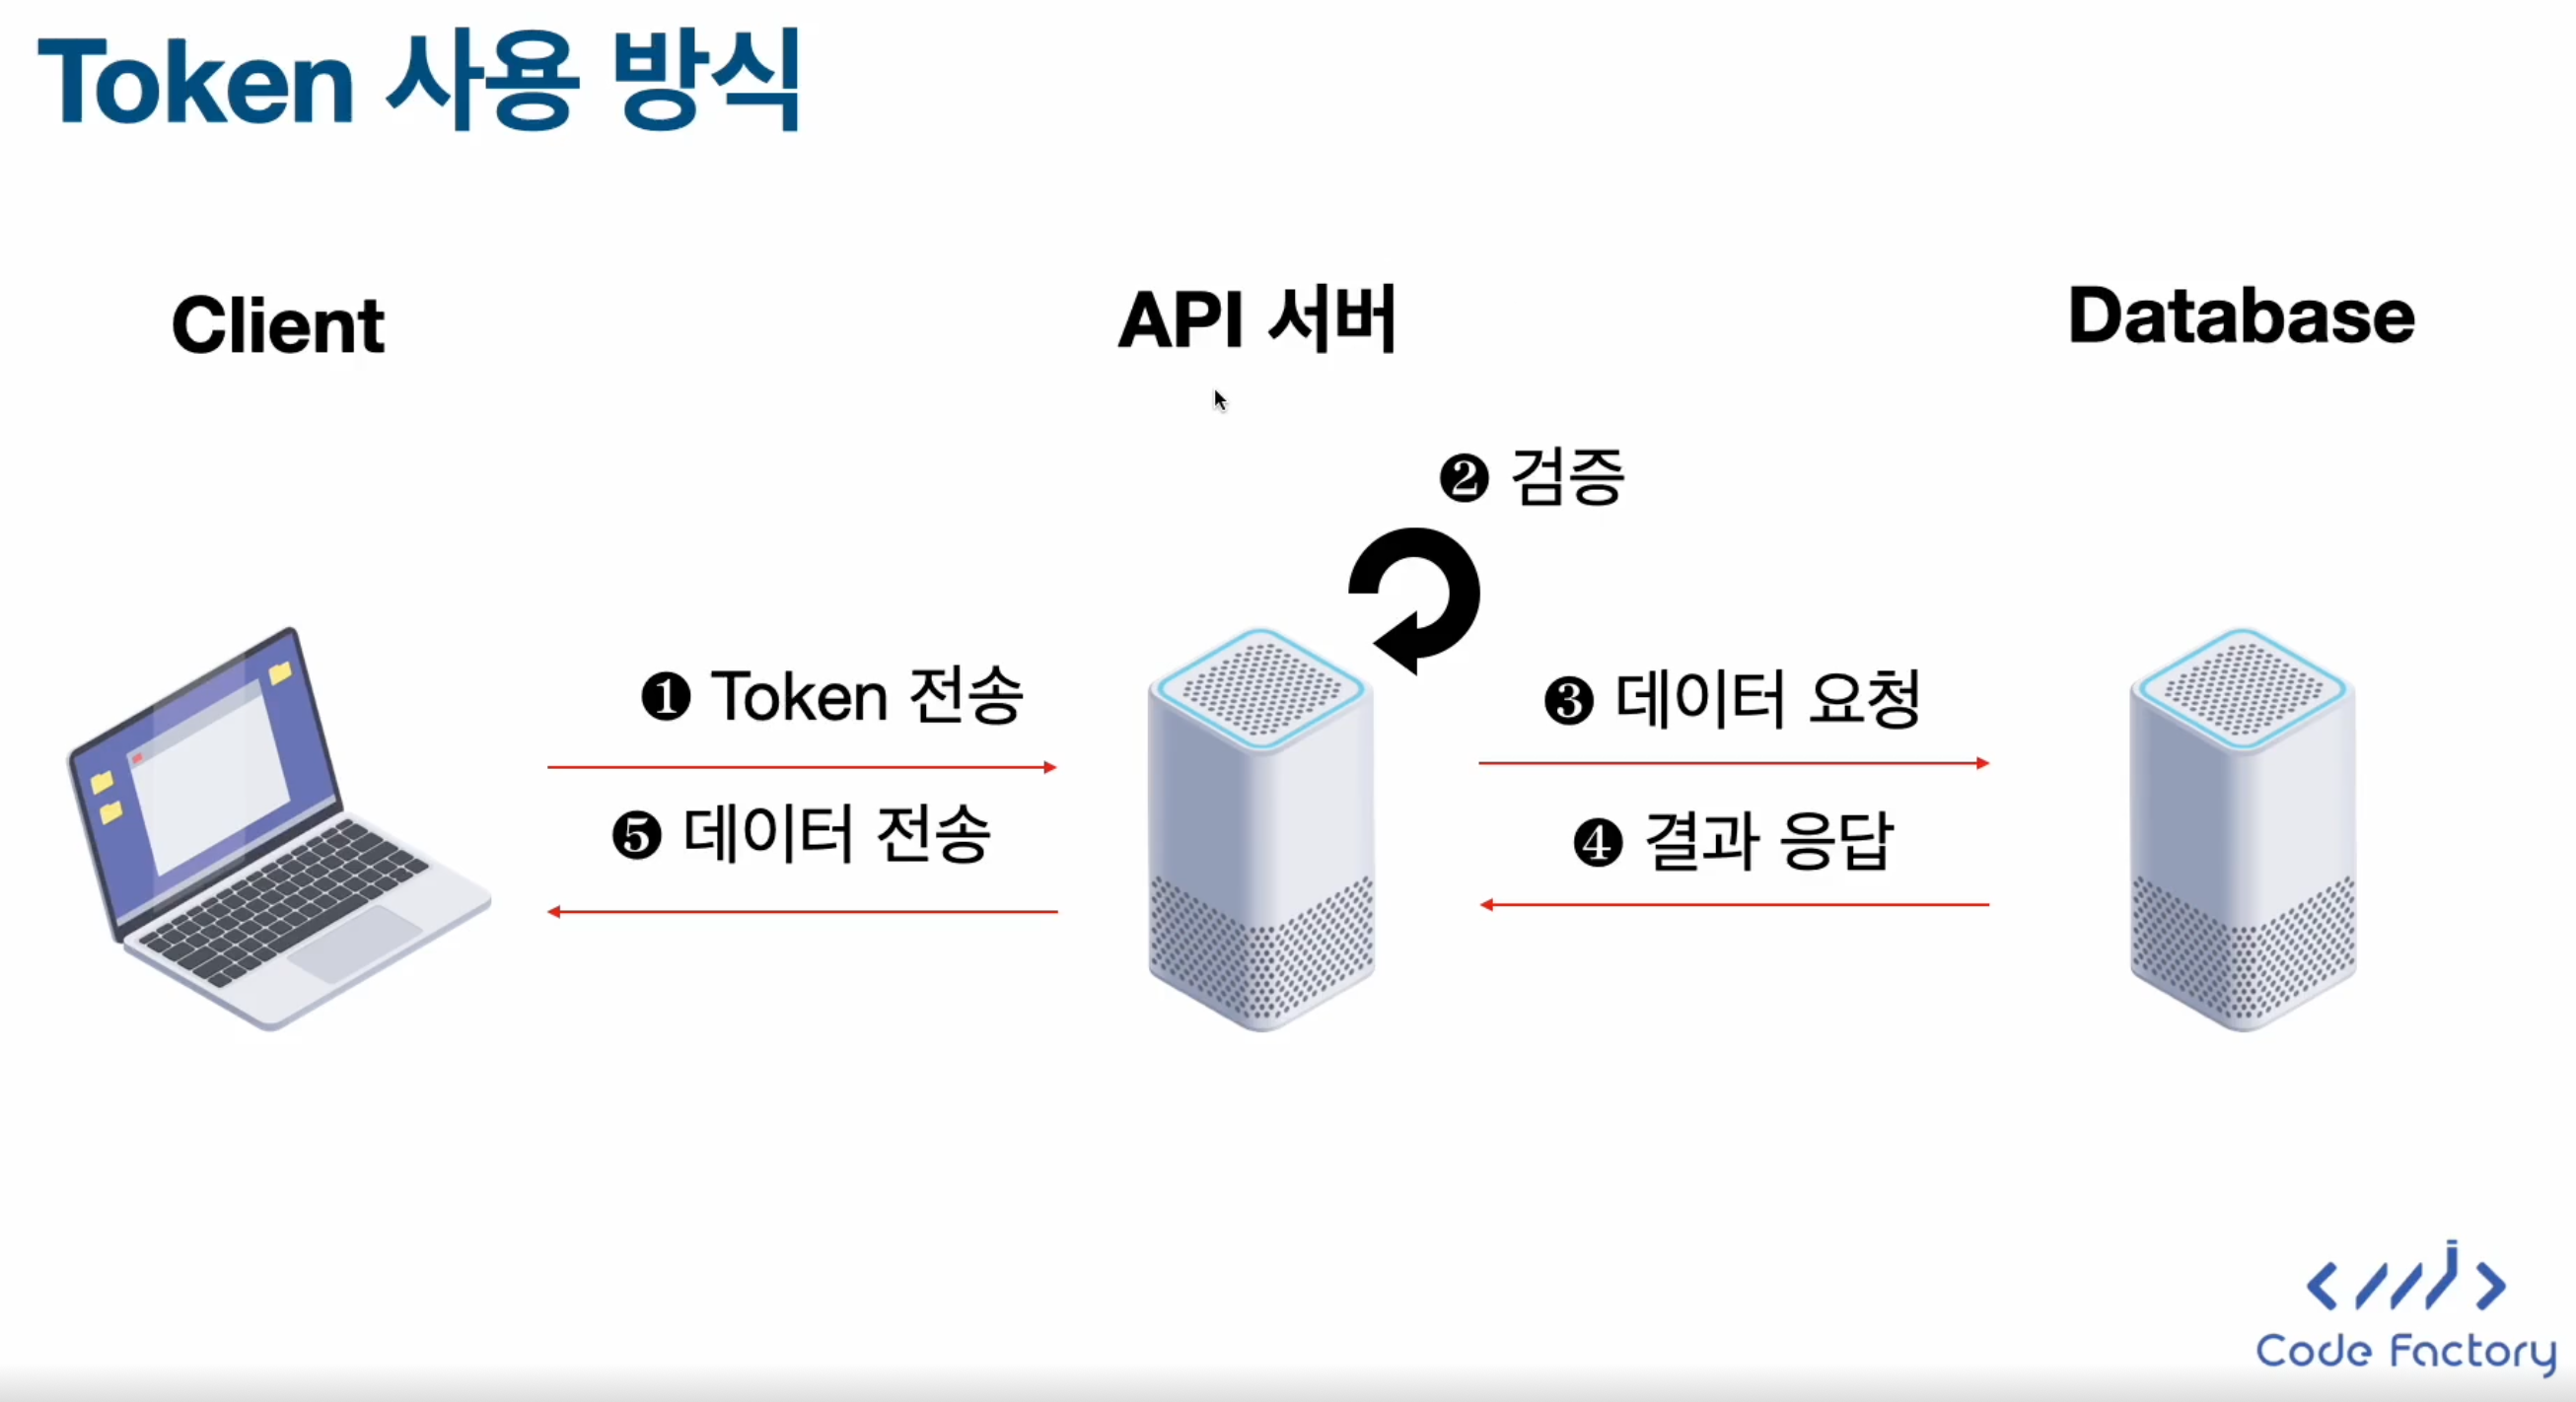 Token 사용 방식
Client
API 서버
Database
❷ 검증
❶ Token 전송
❸ 데이터 요청
❺ 데이터 전송
❹ 결과 응답
Code Factory